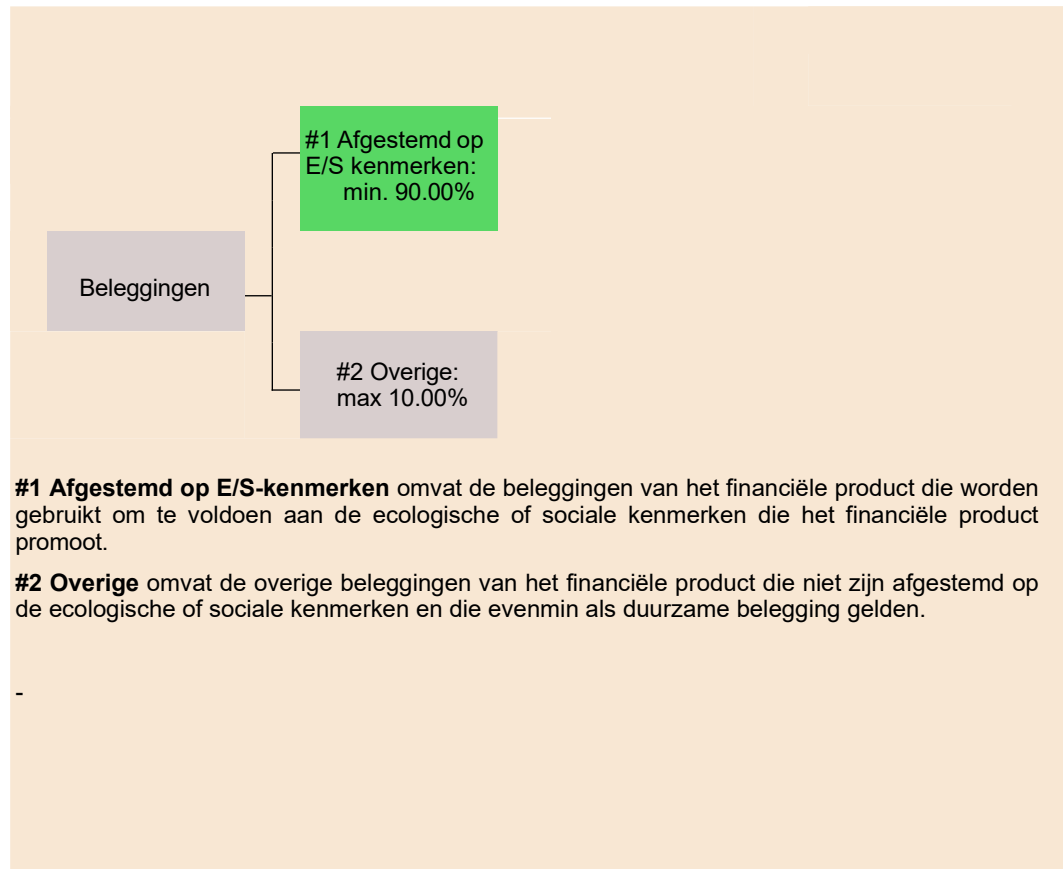 #1 Afgestemd op
E/S kenmerken:
min. 90.00%
Beleggingen
#2 Overige:
max 10.00%
#1 Afgestemd op E/S-kenmerken omvat de beleggingen van het financiële product die worden
gebruikt om te voldoen aan de ecologische of sociale kenmerken die het financiële product
promoot.
#2 Overige omvat de overige beleggingen van het financiële product die niet zijn afgestemd op
de ecologische of sociale kenmerken en die evenmin als duurzame belegging gelden.
-